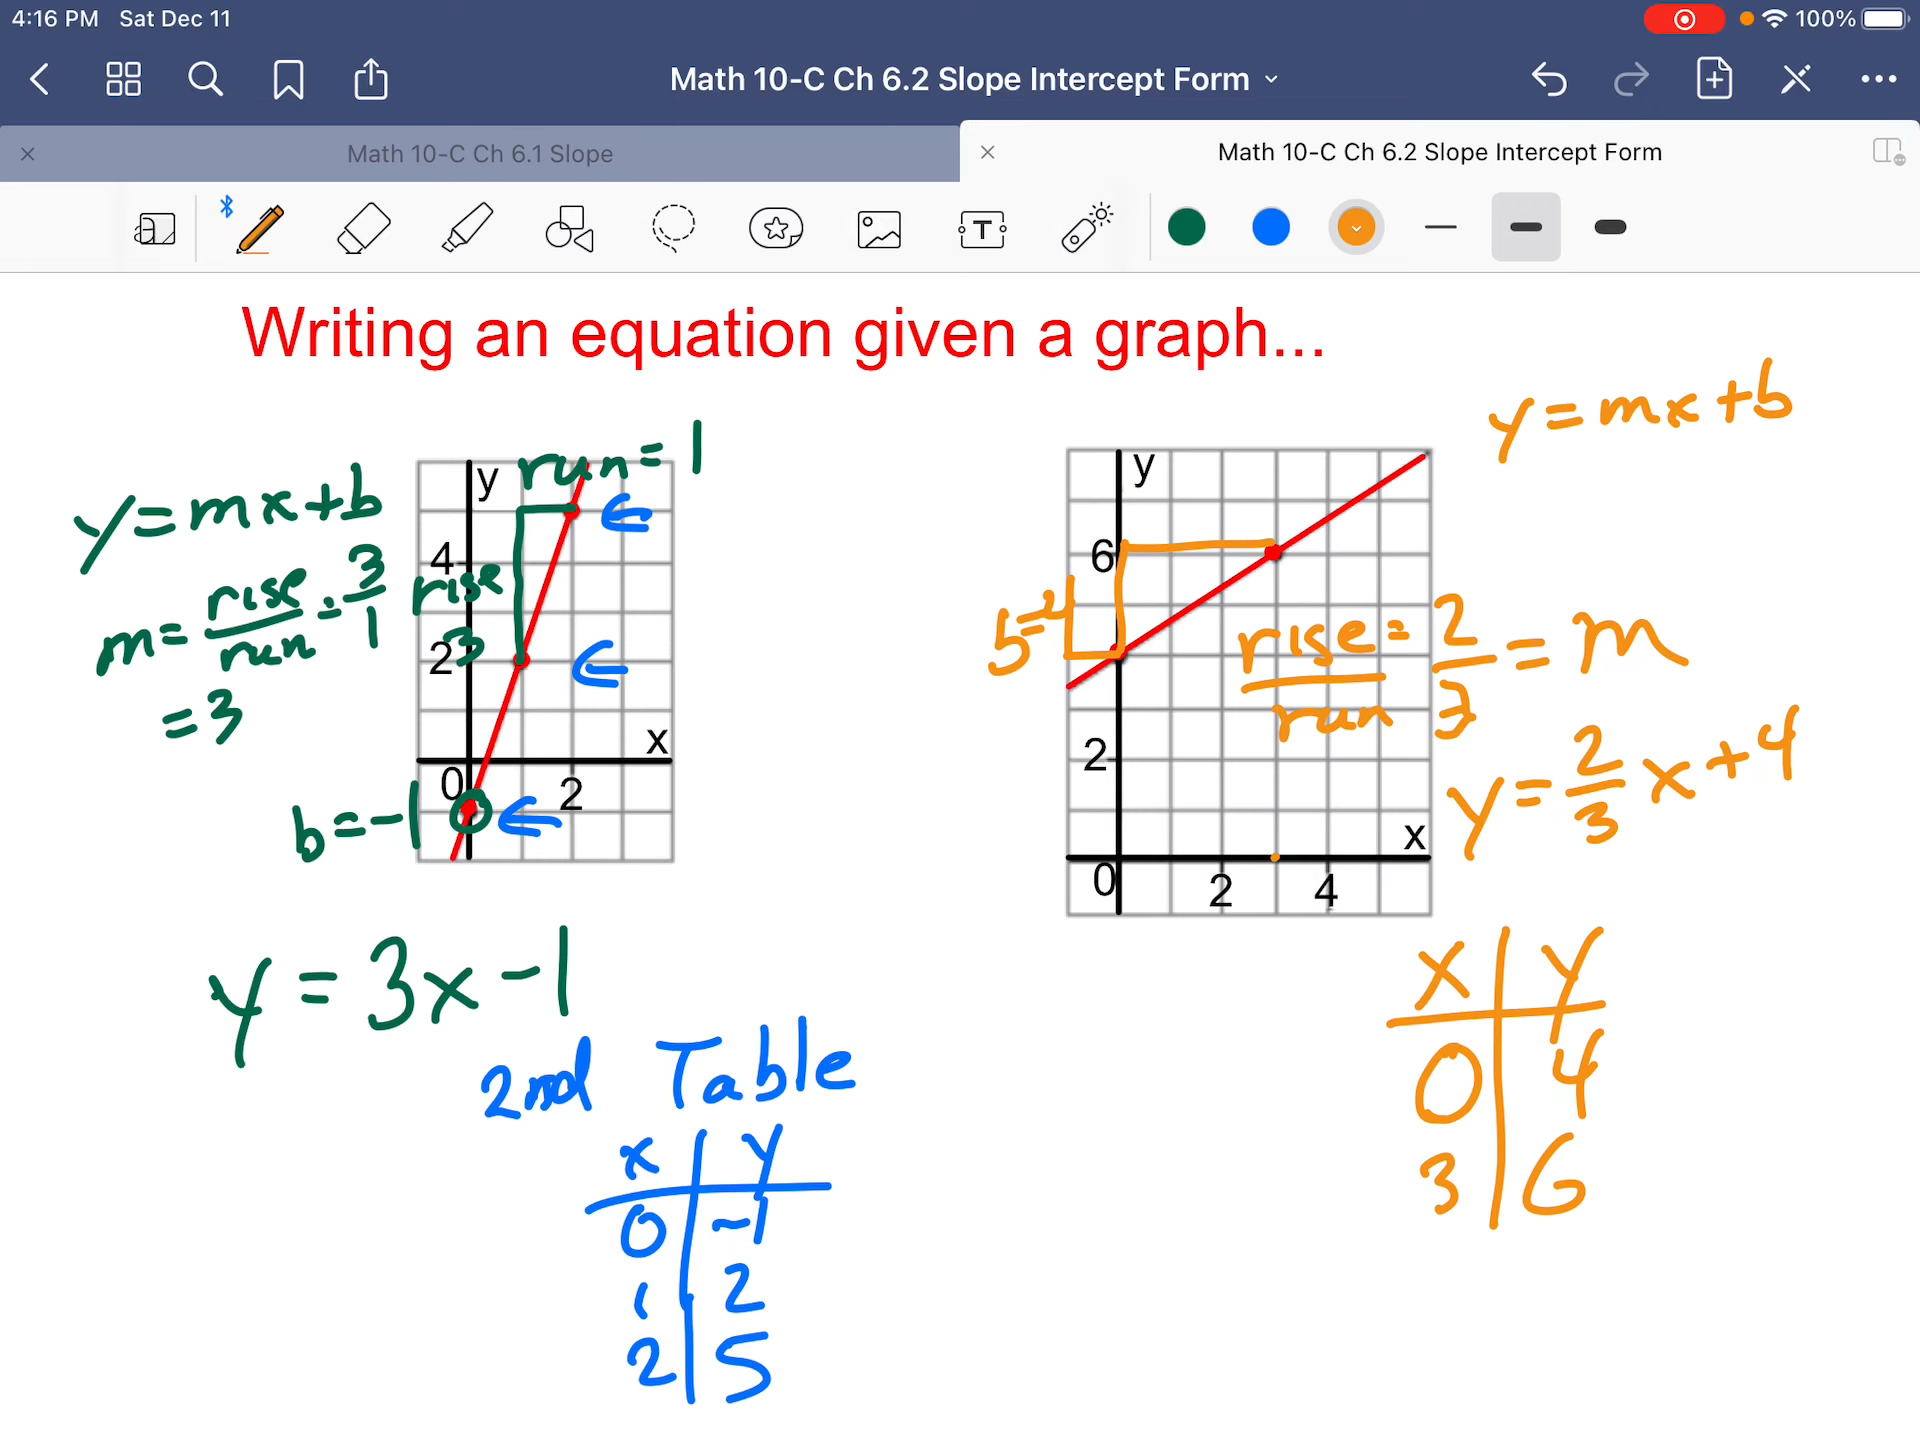 4:16 PM Sat Dec 11
100%
Math 10-C Ch 6.2 Slope Intercept Form
Math 10-C Ch 6.1 Slope
Math 10-C Ch 6.2 Slope Intercept Form
Writing an equation given a graph...
y = mx + b
m = rise/run = 3/1
= 3
b = -1
run = 1
rise
3
y
4
2
0
2
x
y = 3x - 1
2nd Table
x | y
0 | -1
1 | 2
2 | 5
y = mx + b
y
6
2
0
2
4
x
rise/run = 2/3 = m
y = 2/3 x + 4
x | y
0 | 4
3 | 6